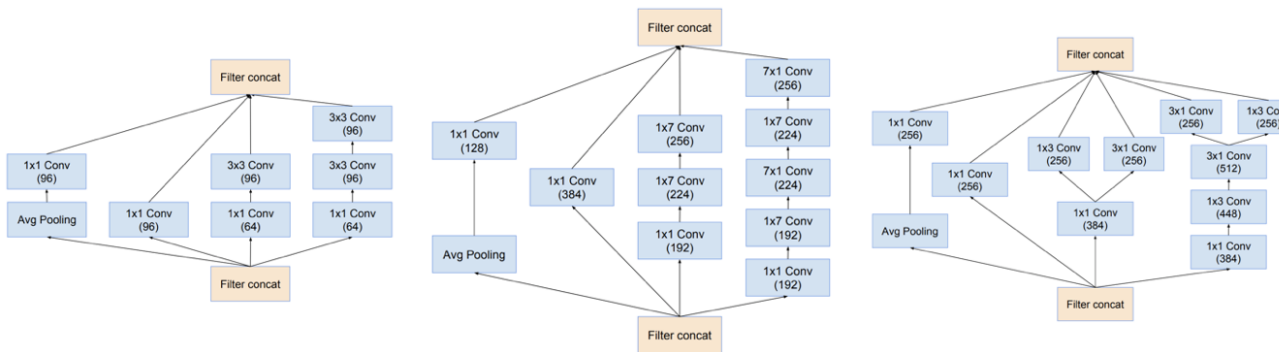 Filter concat
3x3 Conv
(96)
1x1 Conv
(96)
3x3 Conv
(96)
3x3 Conv
(96)
Avg Pooling
1x1 Conv
(96)
1x1 Conv
(64)
1x1 Conv
(64)
Filter concat
Filter concat
7x1 Conv
(256)
1x1 Conv
(128)
1x7 Conv
(256)
1x7 Conv
(224)
1x1 Conv
(384)
1x7 Conv
(224)
7x1 Conv
(224)
Avg Pooling
1x1 Conv
(192)
1x7 Conv
(192)
1x1 Conv
(192)
Filter concat
Filter concat
1x1 Conv
(256)
3x1 Conv
(256)
1x3 Con
(256)
1x3 Conv
(256)
3x1 Conv
(256)
3x1 Conv
(512)
1x1 Conv
(256)
1x3 Conv
(448)
Avg Pooling
1x1 Conv
(384)
1x1 Conv
(384)
Filter concat